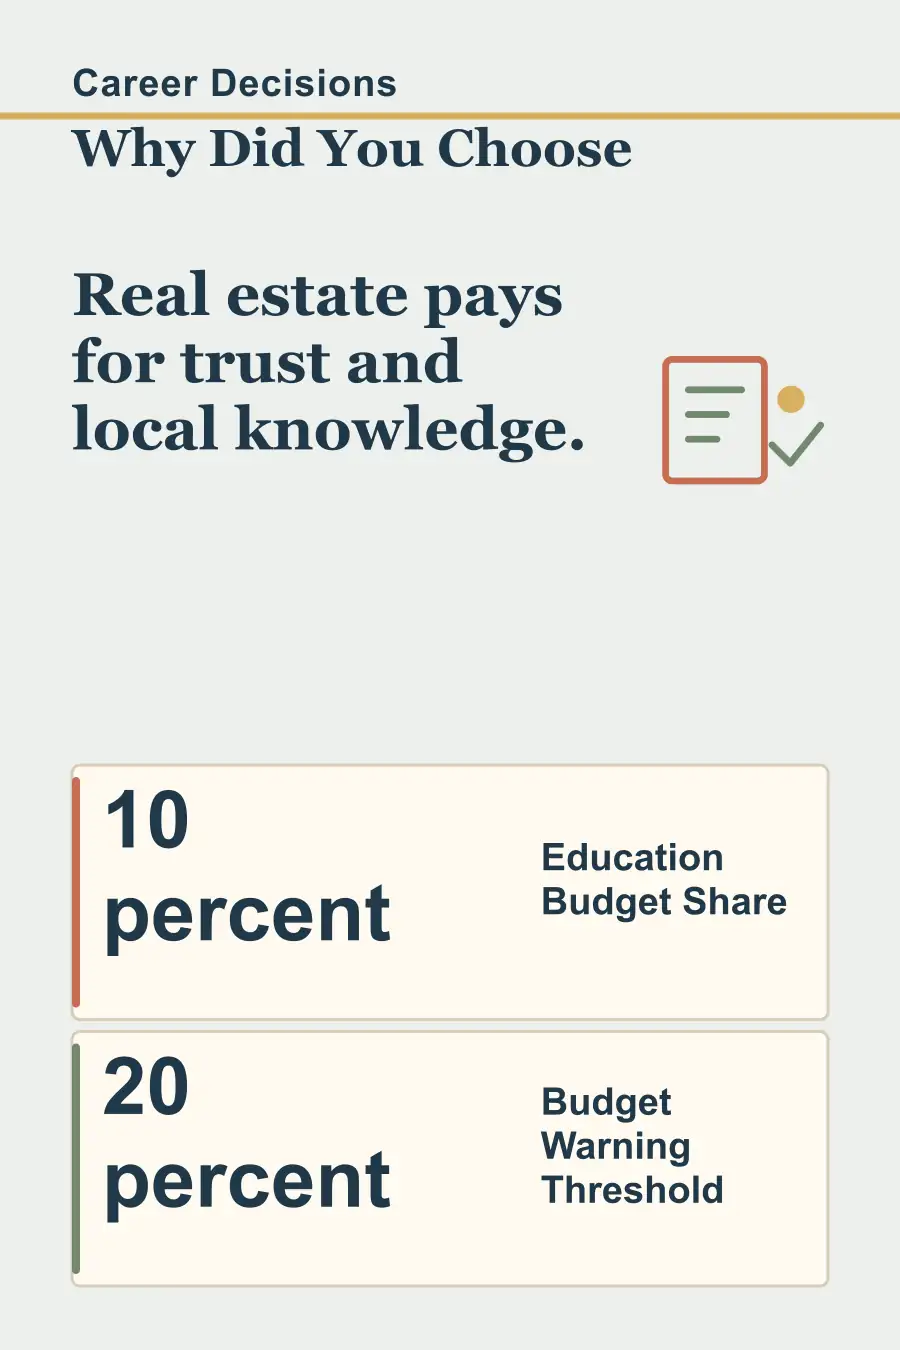 Career Decisions
Why Did You Choose
Real estate pays
for trust and
local knowledge.
10
percent
Education
Budget Share
20
percent
Budget
Warning
Threshold